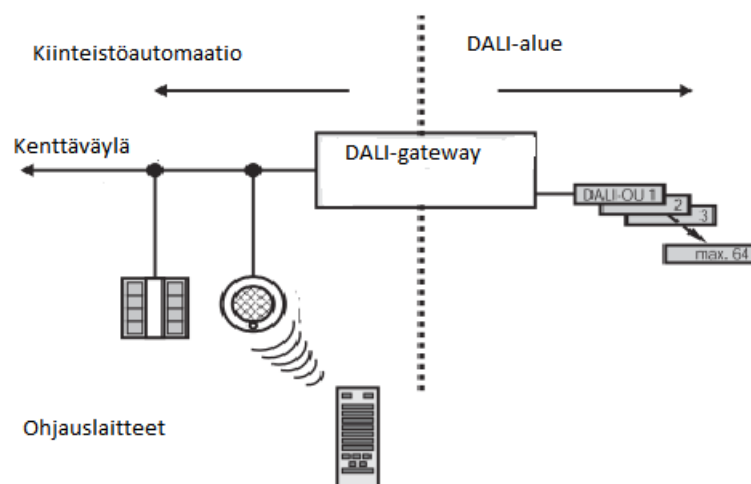 Kiinteistöautomaatio
DALI-alue
Kenttäväylä
DALI-gateway
DALI-OU 1
2
3
max. 64
Ohjauslaitteet